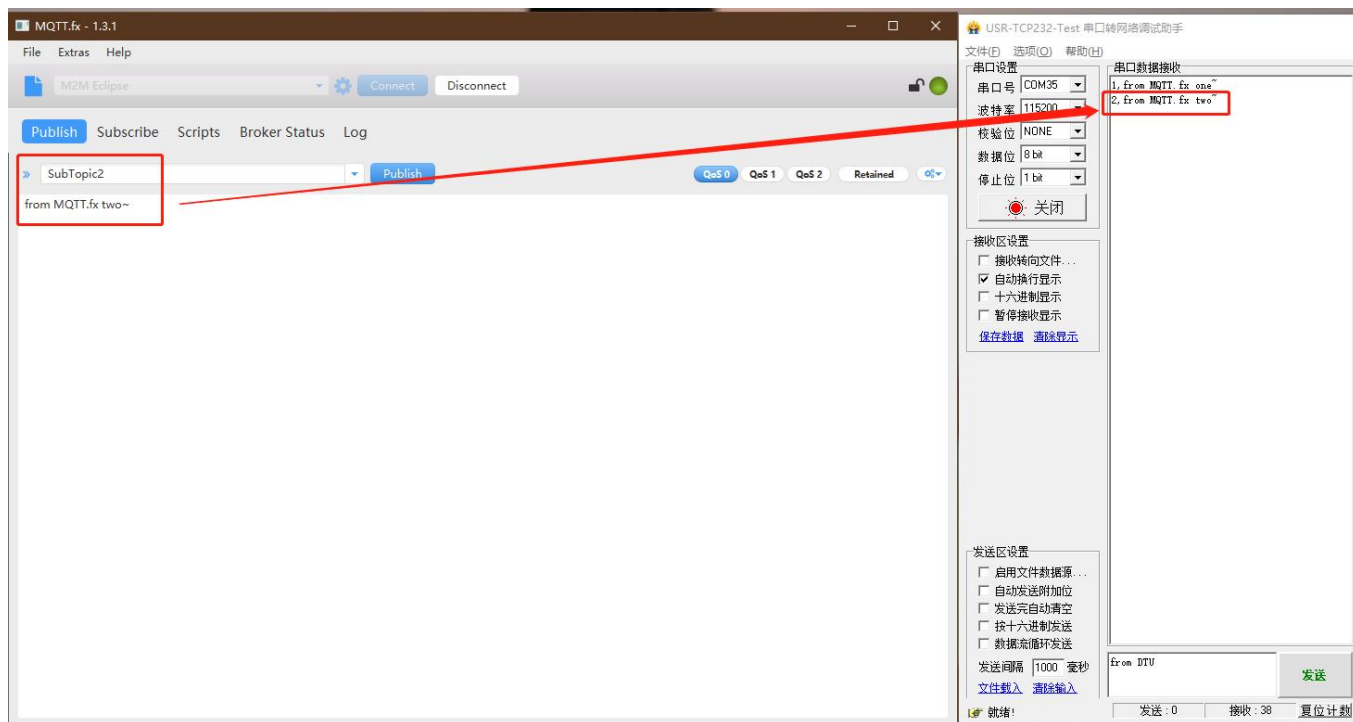 MQTT.fx - 1.3.1
File Extras Help
M2M Eclipse
Connect
Disconnect
Publish Subscribe Scripts Broker Status Log
SubTopic2
Publish
QoS 0 QoS 1 QoS 2 Retained
from MQTT.fx two~
USR-TCP232-Test 串口转网络调试助手
文件(F) 选项(O) 帮助(H)
串口设置
串口号 COM35
波特率 115200
校验位 NONE
数据位 8 bit
停止位 1 bit
关闭
接收区设置
接收转向文件...
自动换行显示
十六进制显示
暂停接收显示
保存数据 清除显示
发送区设置
启用文件数据源...
自动发送附加位
发送完自动清空
按十六进制发送
数据流循环发送
发送间隔 1000 毫秒
文件载入 清除输入
串口数据接收
1,from MQTT.fx one~
2,from MQTT.fx two~
from DTU
发送
就绪!
发送:0 接收:38 复位计数